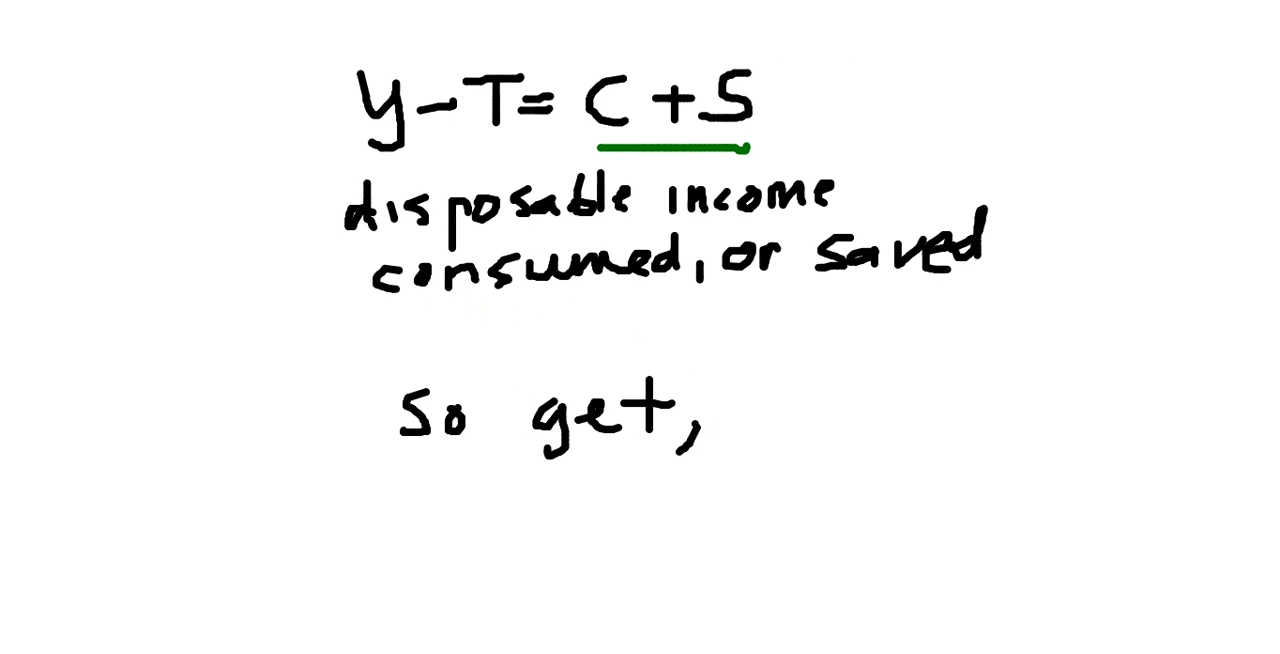 Y-T= C+S
disposable income
consumed, or saved
so get,